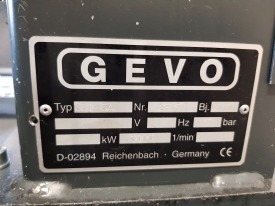 GEVO
Typ Nr. Bj.
V Hz bar
kW 1/min
D-02894 Reichenbach · Germany CE